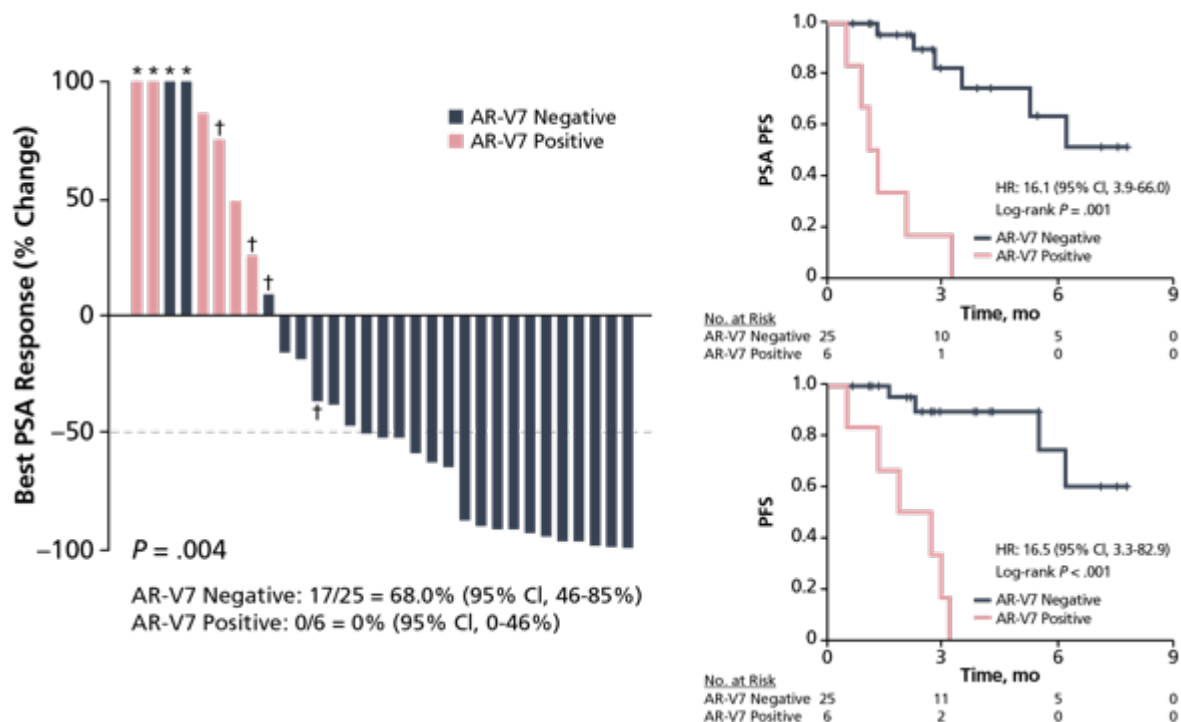 Best PSA Response (% Change)
100
50
0
−50
−100
* * * *
†
†
†
†
AR-V7 Negative
AR-V7 Positive
P = .004
AR-V7 Negative: 17/25 = 68.0% (95% Cl, 46-85%)
AR-V7 Positive: 0/6 = 0% (95% Cl, 0-46%)
PSA PFS
1.0
0.8
0.6
0.4
0.2
0
HR: 16.1 (95% Cl, 3.9-66.0)
Log-rank P = .001
AR-V7 Negative
AR-V7 Positive
0 3 6 9
Time, mo
No. at Risk
AR-V7 Negative 25 10 5 0
AR-V7 Positive 6 1 0 0
PFS
1.0
0.8
0.6
0.4
0.2
0
HR: 16.5 (95% Cl, 3.3-82.9)
Log-rank P < .001
AR-V7 Negative
AR-V7 Positive
0 3 6 9
Time, mo
No. at Risk
AR-V7 Negative 25 11 5 0
AR-V7 Positive 6 2 0 0